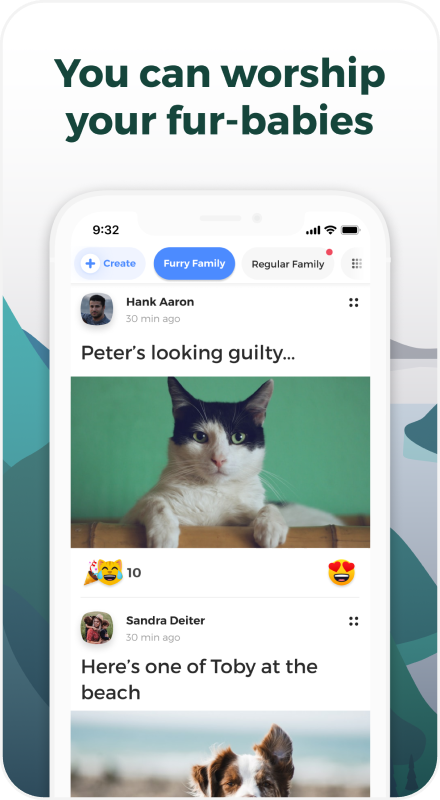 You can worship
your fur-babies
9:32
Create
Furry Family
Regular Family
Hank Aaron
30 min ago
Peter’s looking guilty...
10
Sandra Deiter
30 min ago
Here’s one of Toby at the
beach